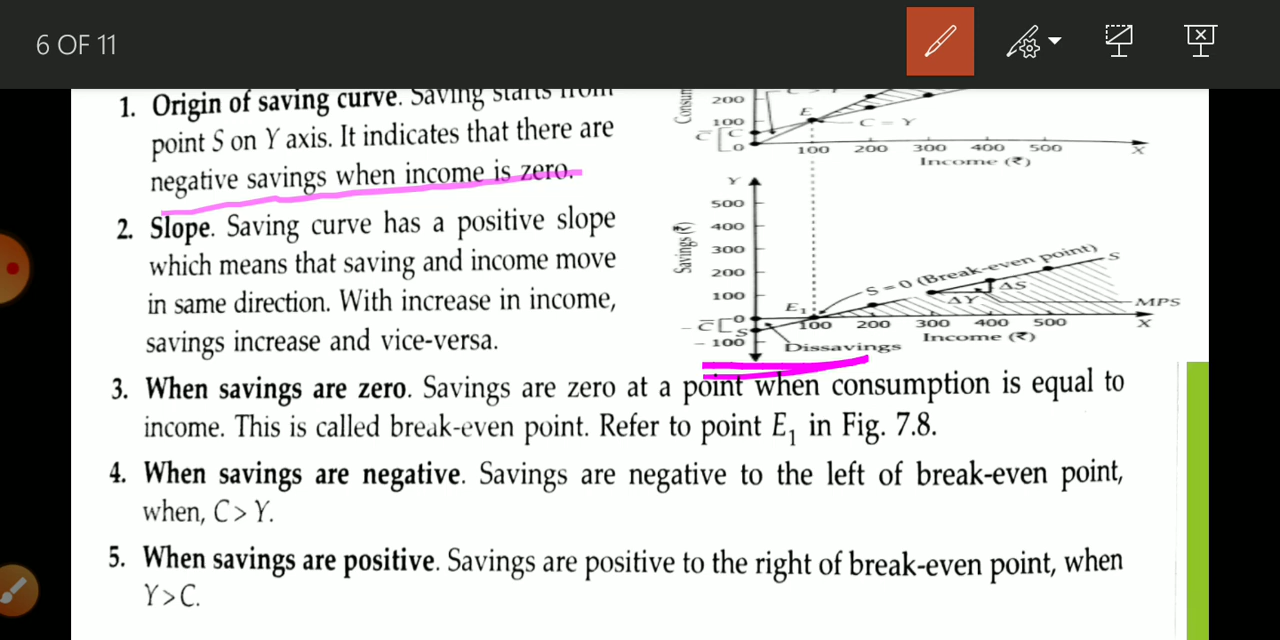 6 OF 11
1. Origin of saving curve. Saving starts from
point S on Y axis. It indicates that there are
negative savings when income is zero.
2. Slope. Saving curve has a positive slope
which means that saving and income move
in same direction. With increase in income,
savings increase and vice-versa.
3. When savings are zero. Savings are zero at a point when consumption is equal to
income. This is called break-even point. Refer to point E₁ in Fig. 7.8.
4. When savings are negative. Savings are negative to the left of break-even point,
when, C > Y.
5. When savings are positive. Savings are positive to the right of break-even point, when
Y > C.
200
100
C̅
C
O
E
C = Y
100 200 300 400 500
X
Income (₹)
Y
Savings (₹)
500
400
300
200
100
O
– C̅
S
– 100
E₁
S = 0 (Break-even point)
S
ΔS
ΔY
MPS
100 200 300 400 500
X
Income (₹)
Dissavings